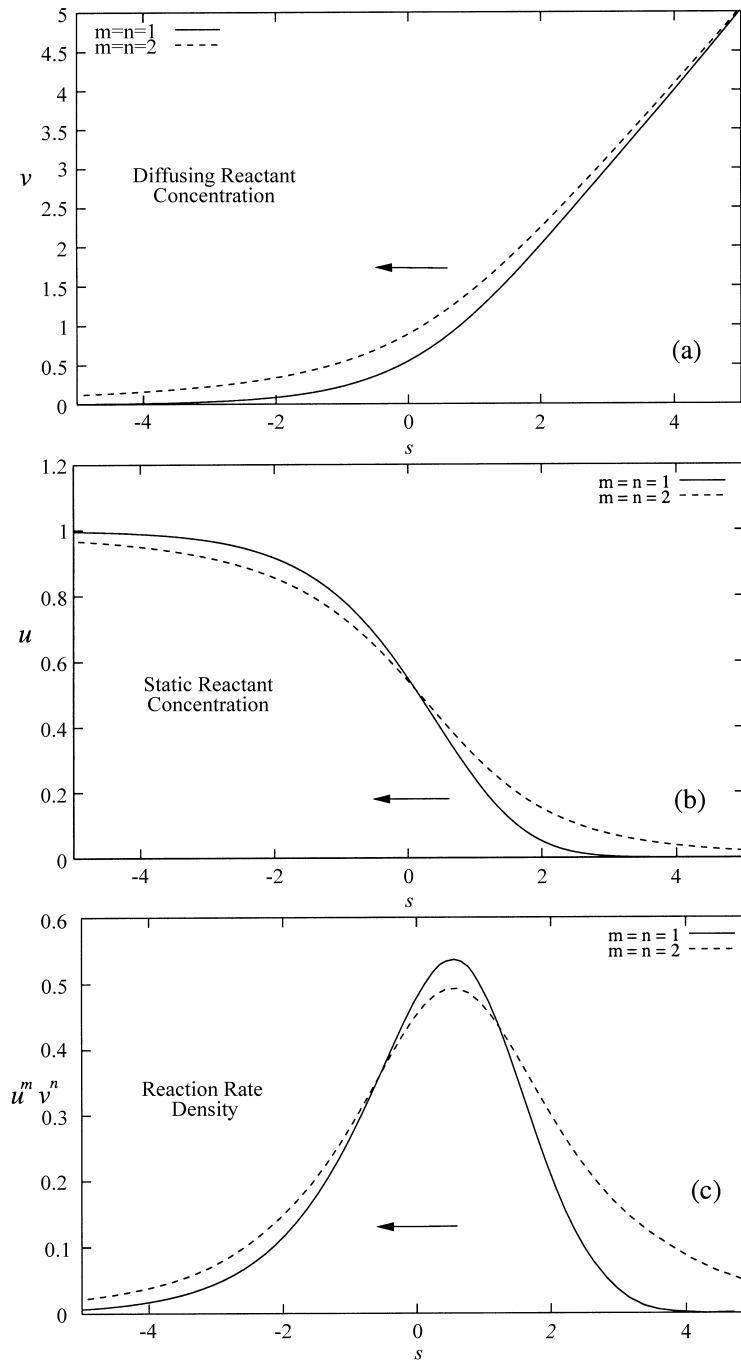 5
m=n=1
m=n=2
4.5
4
3.5
3
Diffusing Reactant
Concentration
v
2.5
2
1.5
1
(a)
0.5
0
-4
-2
0
2
4
s
1.2
m = n = 1
m = n = 2
1
0.8
u
0.6
Static Reactant
Concentration
0.4
0.2
(b)
0
-4
-2
0
2
4
s
0.6
m = n = 1
m = n = 2
0.5
0.4
u^m v^n
Reaction Rate
Density
0.3
0.2
(c)
0.1
0
-4
-2
0
2
4
s